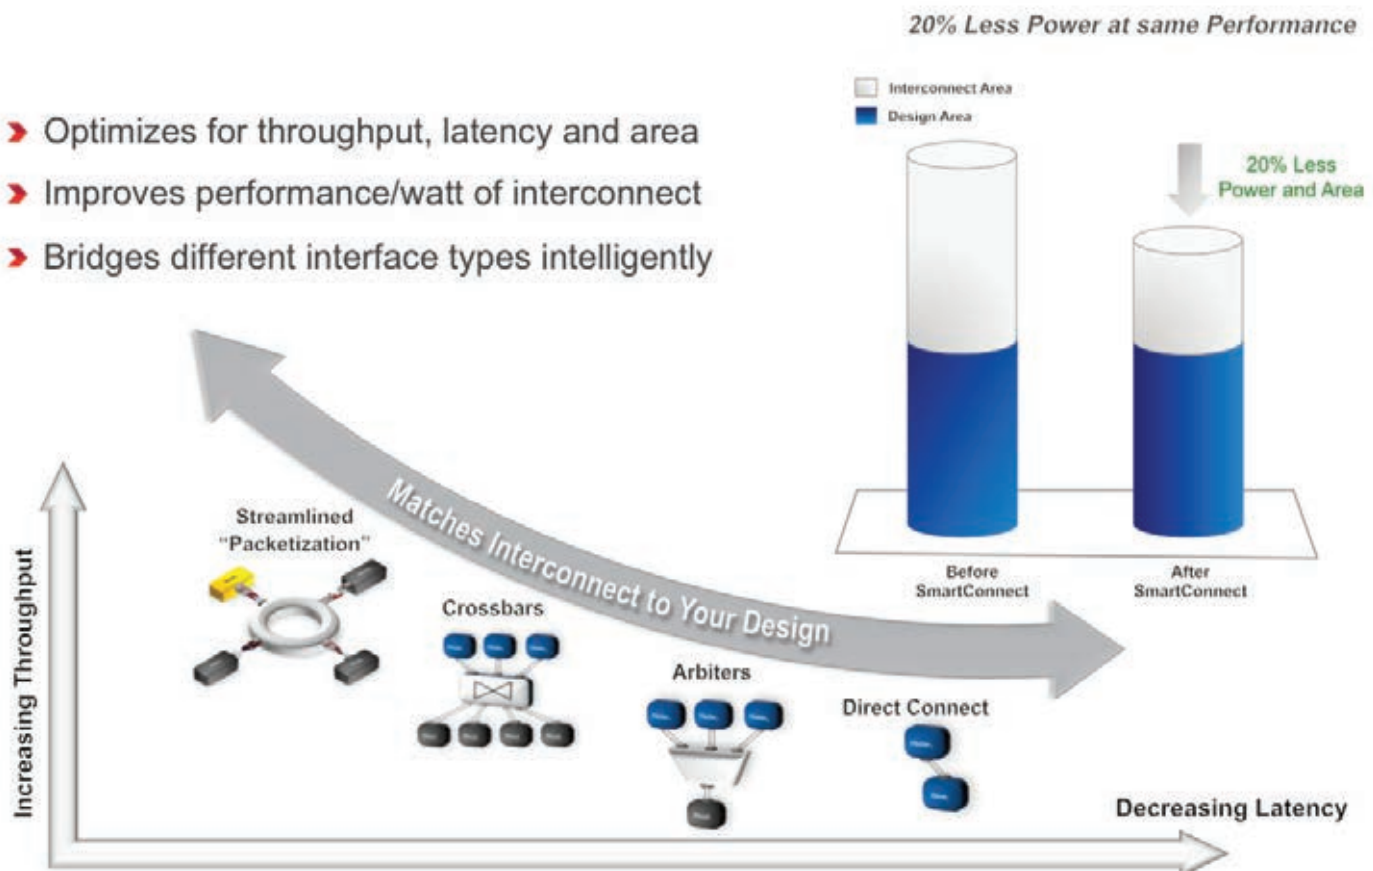 20% Less Power at same Performance
Interconnect Area
Design Area
Optimizes for throughput, latency and area
Improves performance/watt of interconnect
Bridges different interface types intelligently
20% Less
Power and Area
Before
SmartConnect
After
SmartConnect
Matches Interconnect to Your Design
Streamlined
"Packetization"
Crossbars
Arbiters
Direct Connect
Increasing Throughput
Decreasing Latency